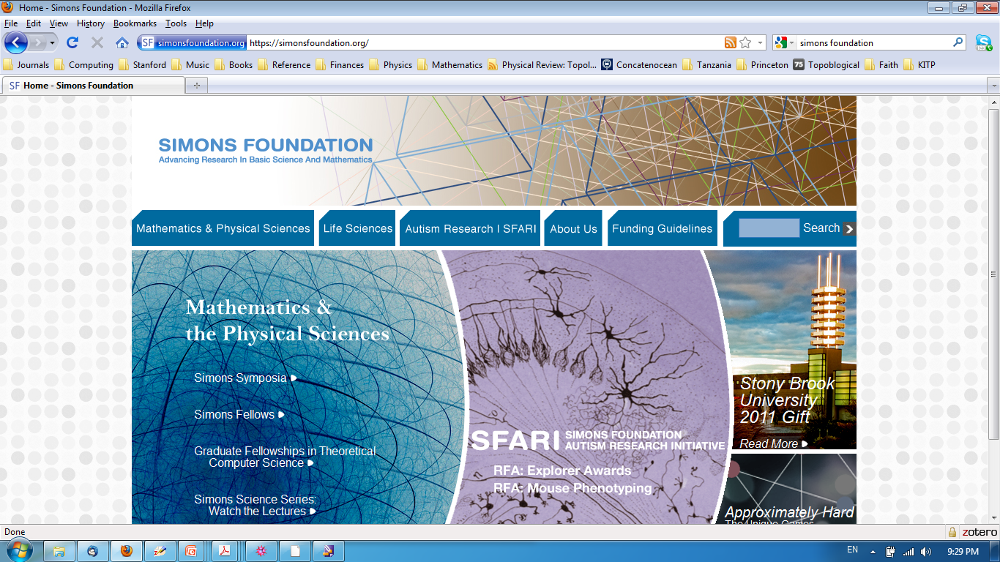 Home - Simons Foundation - Mozilla Firefox
File Edit View History Bookmarks Tools Help
SF simonsfoundation.org https://simonsfoundation.org/ simons foundation
Journals Computing Stanford Music Books Reference Finances Physics Mathematics Physical Review: Topol... Concatenocean Tanzania Princeton 75 Topoblogical Faith KITP
SF Home - Simons Foundation
SIMONS FOUNDATION
Advancing Research In Basic Science And Mathematics
Mathematics & Physical Sciences Life Sciences Autism Research | SFARI About Us Funding Guidelines Search
Mathematics &
the Physical Sciences
Simons Symposia
Simons Fellows
Graduate Fellowships in Theoretical
Computer Science
Simons Science Series:
Watch the Lectures
SFARI SIMONS FOUNDATION
AUTISM RESEARCH INITIATIVE
RFA: Explorer Awards
RFA: Mouse Phenotyping
Stony Brook
University
2011 Gift
Read More
Approximately Hard
The Unique Games
Done zotero
EN 9:29 PM